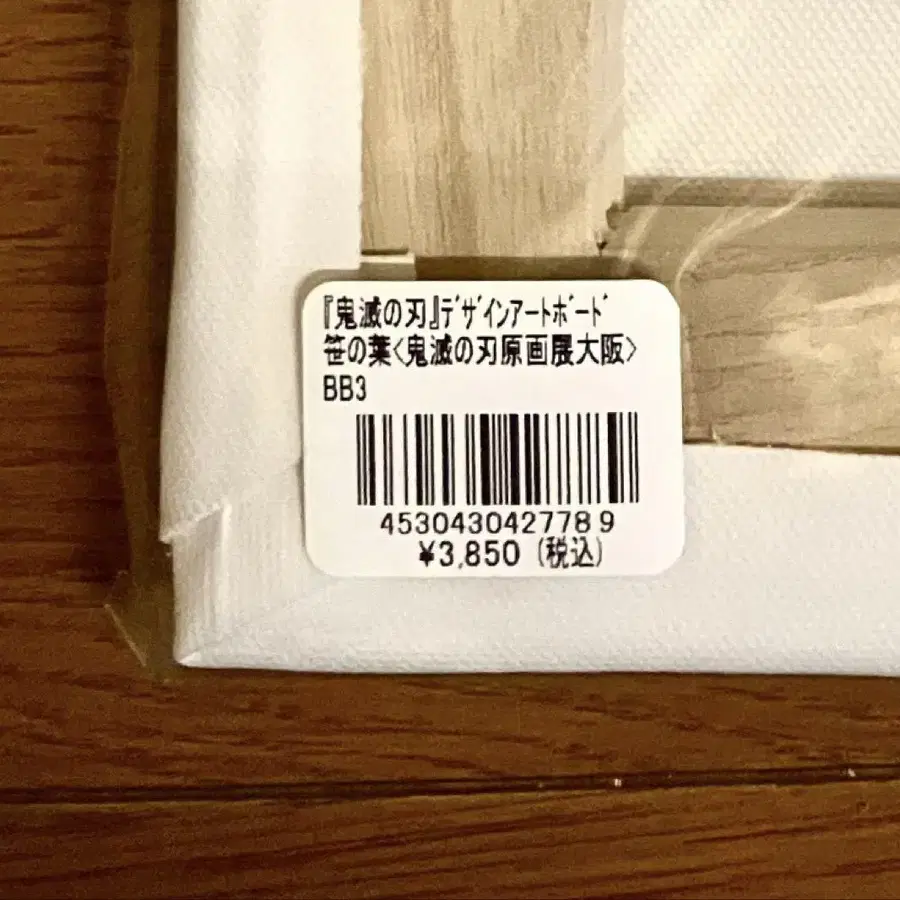 『鬼滅の刃』ﾃﾞｻﾞｲﾝｱｰﾄﾎﾞｰﾄﾞ
笹の葉<鬼滅の刃原画展大阪>
BB3
4530430427789
¥3,850 (税込)